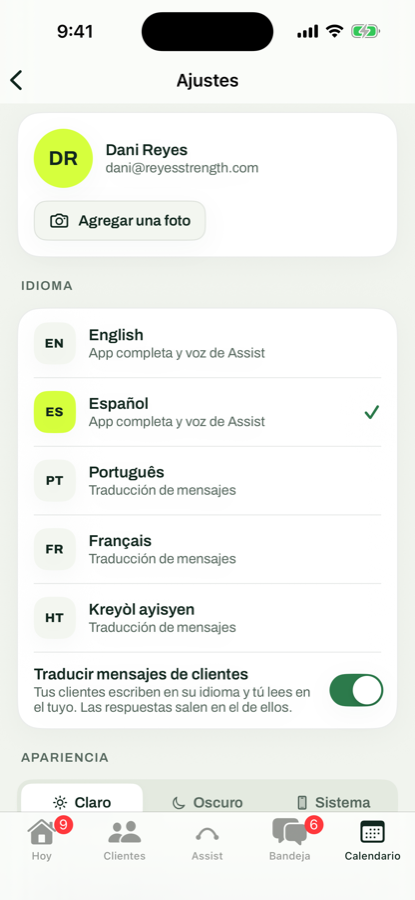 9:41
Ajustes
DR
Dani Reyes
dani@reyesstrength.com
Agregar una foto
IDIOMA
EN
English
App completa y voz de Assist
ES
Español
App completa y voz de Assist
PT
Português
Traducción de mensajes
FR
Français
Traducción de mensajes
HT
Kreyòl ayisyen
Traducción de mensajes
Traducir mensajes de clientes
Tus clientes escriben en su idioma y tú lees en
el tuyo. Las respuestas salen en el de ellos.
APARIENCIA
Claro
Oscuro
Sistema
9
6
Hoy
Clientes
Assist
Bandeja
Calendario